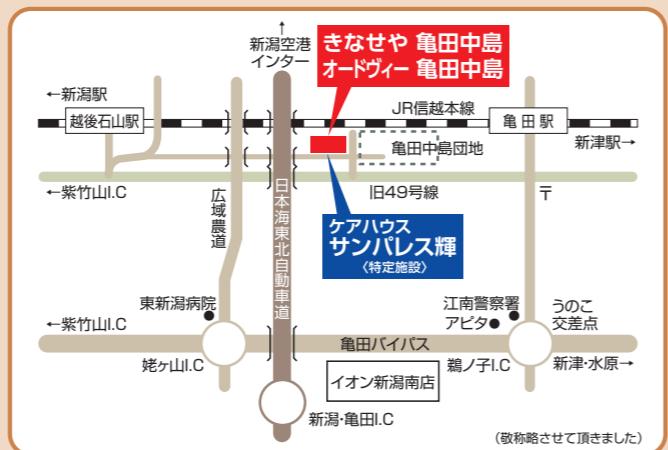 ↑
新潟空港
インター
きなせや 亀田中島
オードヴィー 亀田中島
←新潟駅
JR信越本線
越後石山駅
亀田駅
新津駅→
亀田中島団地
←紫竹山I.C
旧49号線
〒
広域農道
日本海東北自動車道
ケアハウス
サンパレス輝
〈特定施設〉
東新潟病院
江南警察署
アピタ
うのこ
交差点
←紫竹山I.C
亀田バイパス
姥ヶ山I.C
鵜ノ子I.C
新津・水原→
イオン新潟南店
新潟・亀田I.C
(敬称略させて頂きました)